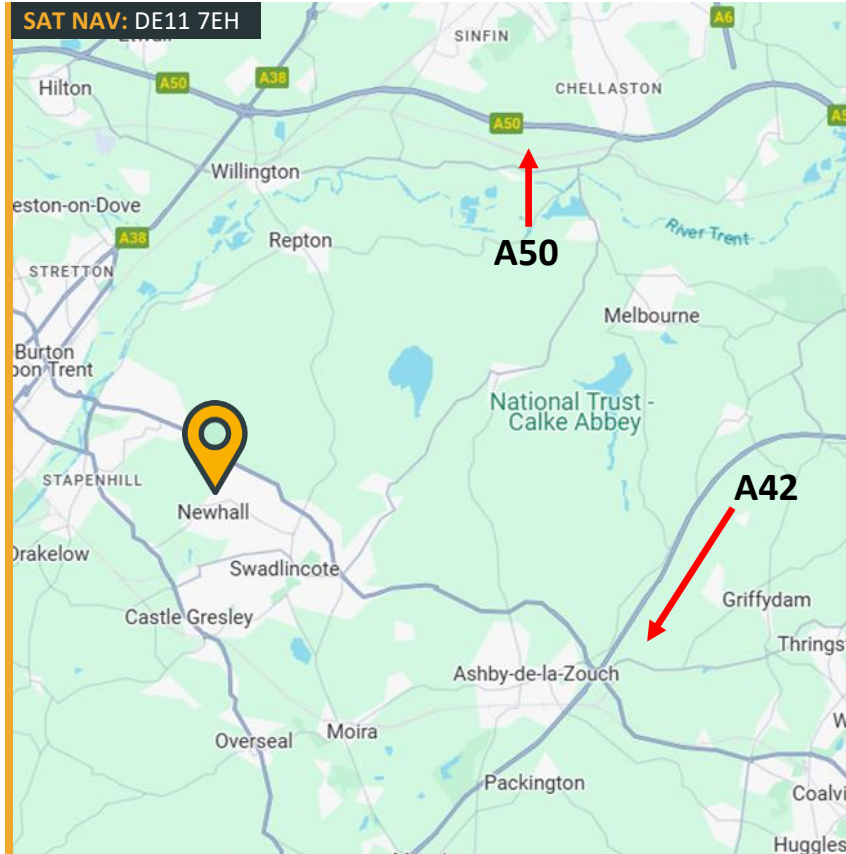 SAT NAV: DE11 7EH
A6
SINFIN
Hilton
A50
A38
CHELLASTON
A50
Willington
eston-on-Dove
A38
Repton
River Trent
A50
STRETTON
Melbourne
Burton
pon Trent
National Trust -
Calke Abbey
STAPENHILL
A42
Newhall
Drakelow
Swadlincote
Griffydam
Castle Gresley
Thrings
Ashby-de-la-Zouch
Overseal
Moira
Packington
Coalvi
Huggles